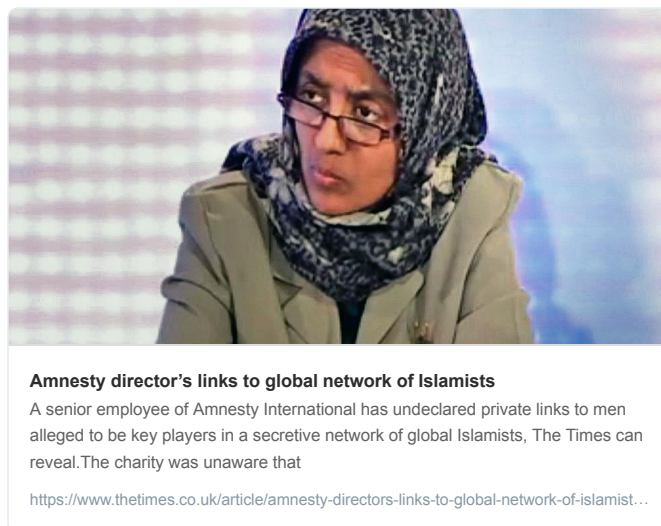 Amnesty director’s links to global network of Islamists
A senior employee of Amnesty International has undeclared private links to men
alleged to be key players in a secretive network of global Islamists, The Times can
reveal.The charity was unaware that
https://www.thetimes.co.uk/article/amnesty-directors-links-to-global-network-of-islamist…